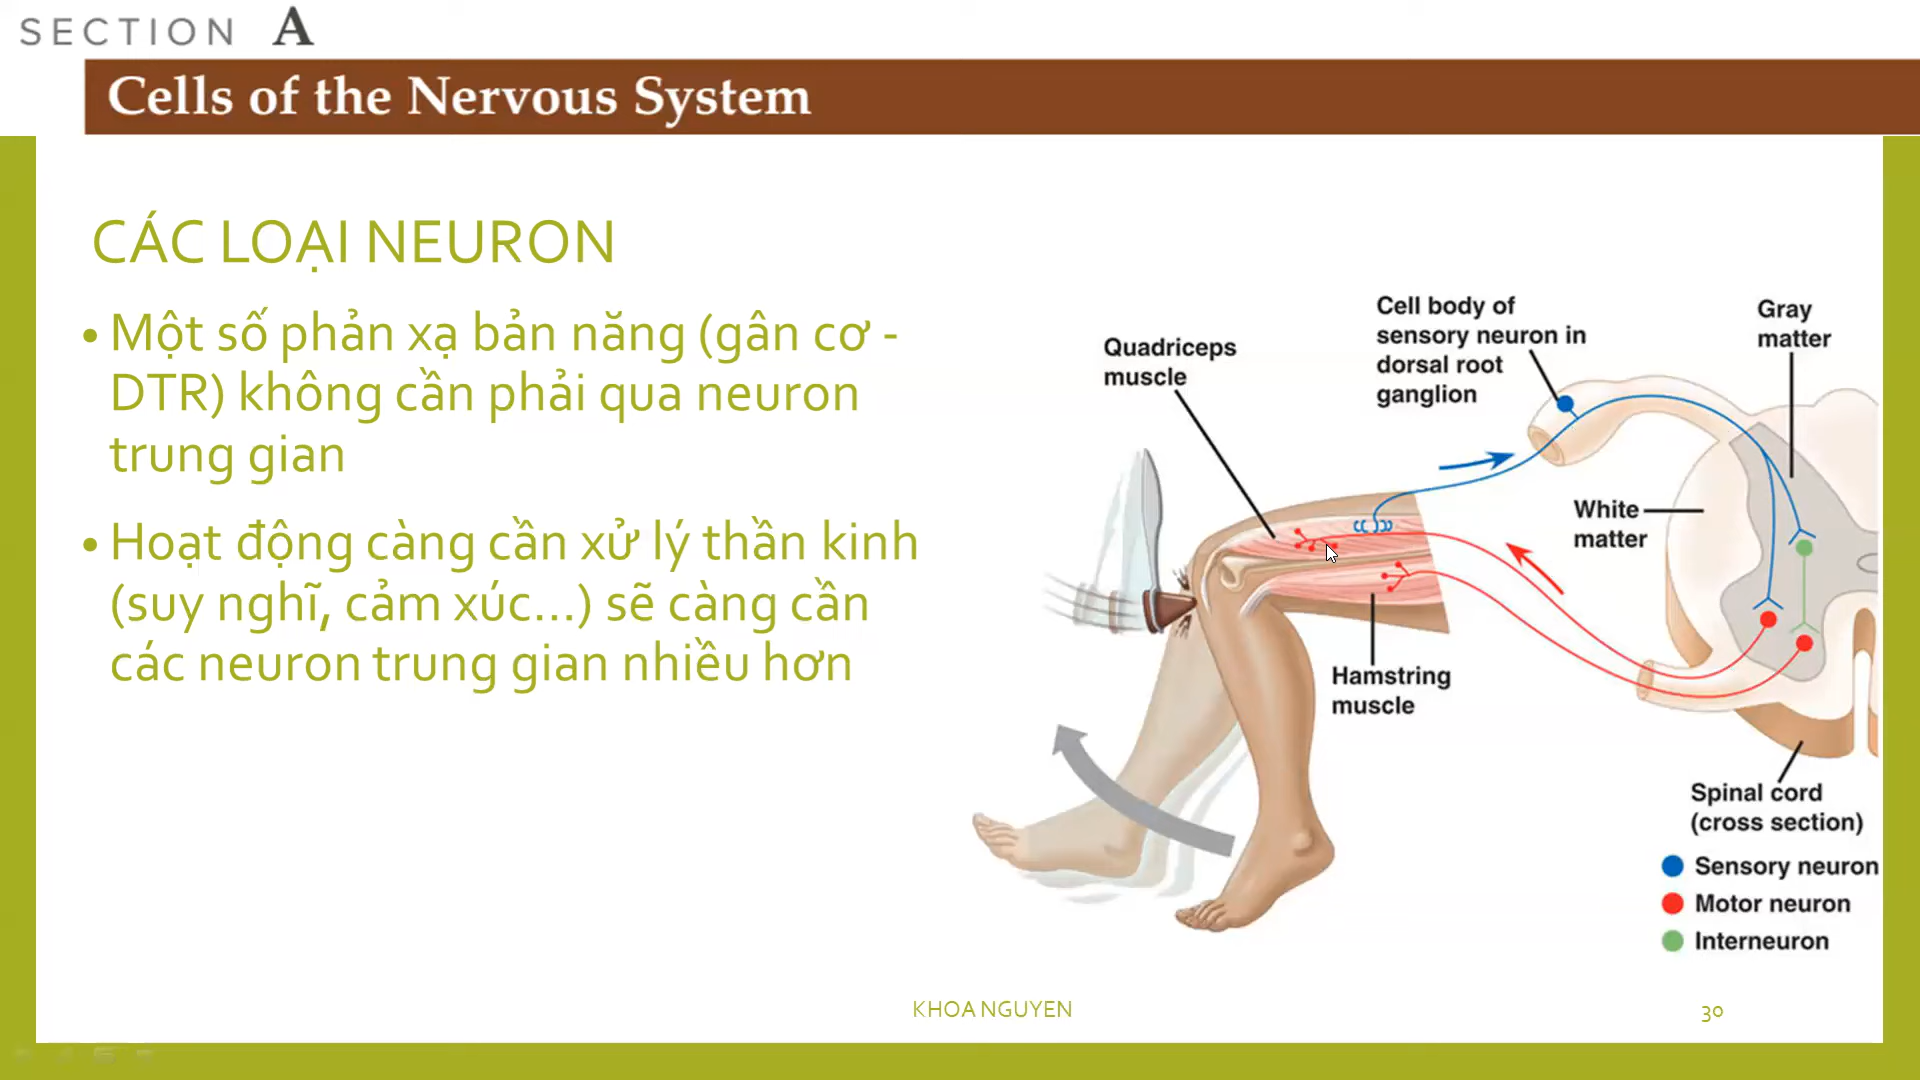 SECTION A
Cells of the Nervous System
CÁC LOẠI NEURON
• Một số phản xạ bản năng (gân cơ -
DTR) không cần phải qua neuron
trung gian
• Hoạt động càng cần xử lý thần kinh
(suy nghĩ, cảm xúc...) sẽ càng cần
các neuron trung gian nhiều hơn
Quadriceps
muscle
Cell body of
sensory neuron in
dorsal root
ganglion
Gray
matter
White
matter
Hamstring
muscle
Spinal cord
(cross section)
Sensory neuron
Motor neuron
Interneuron
KHOA NGUYEN
30